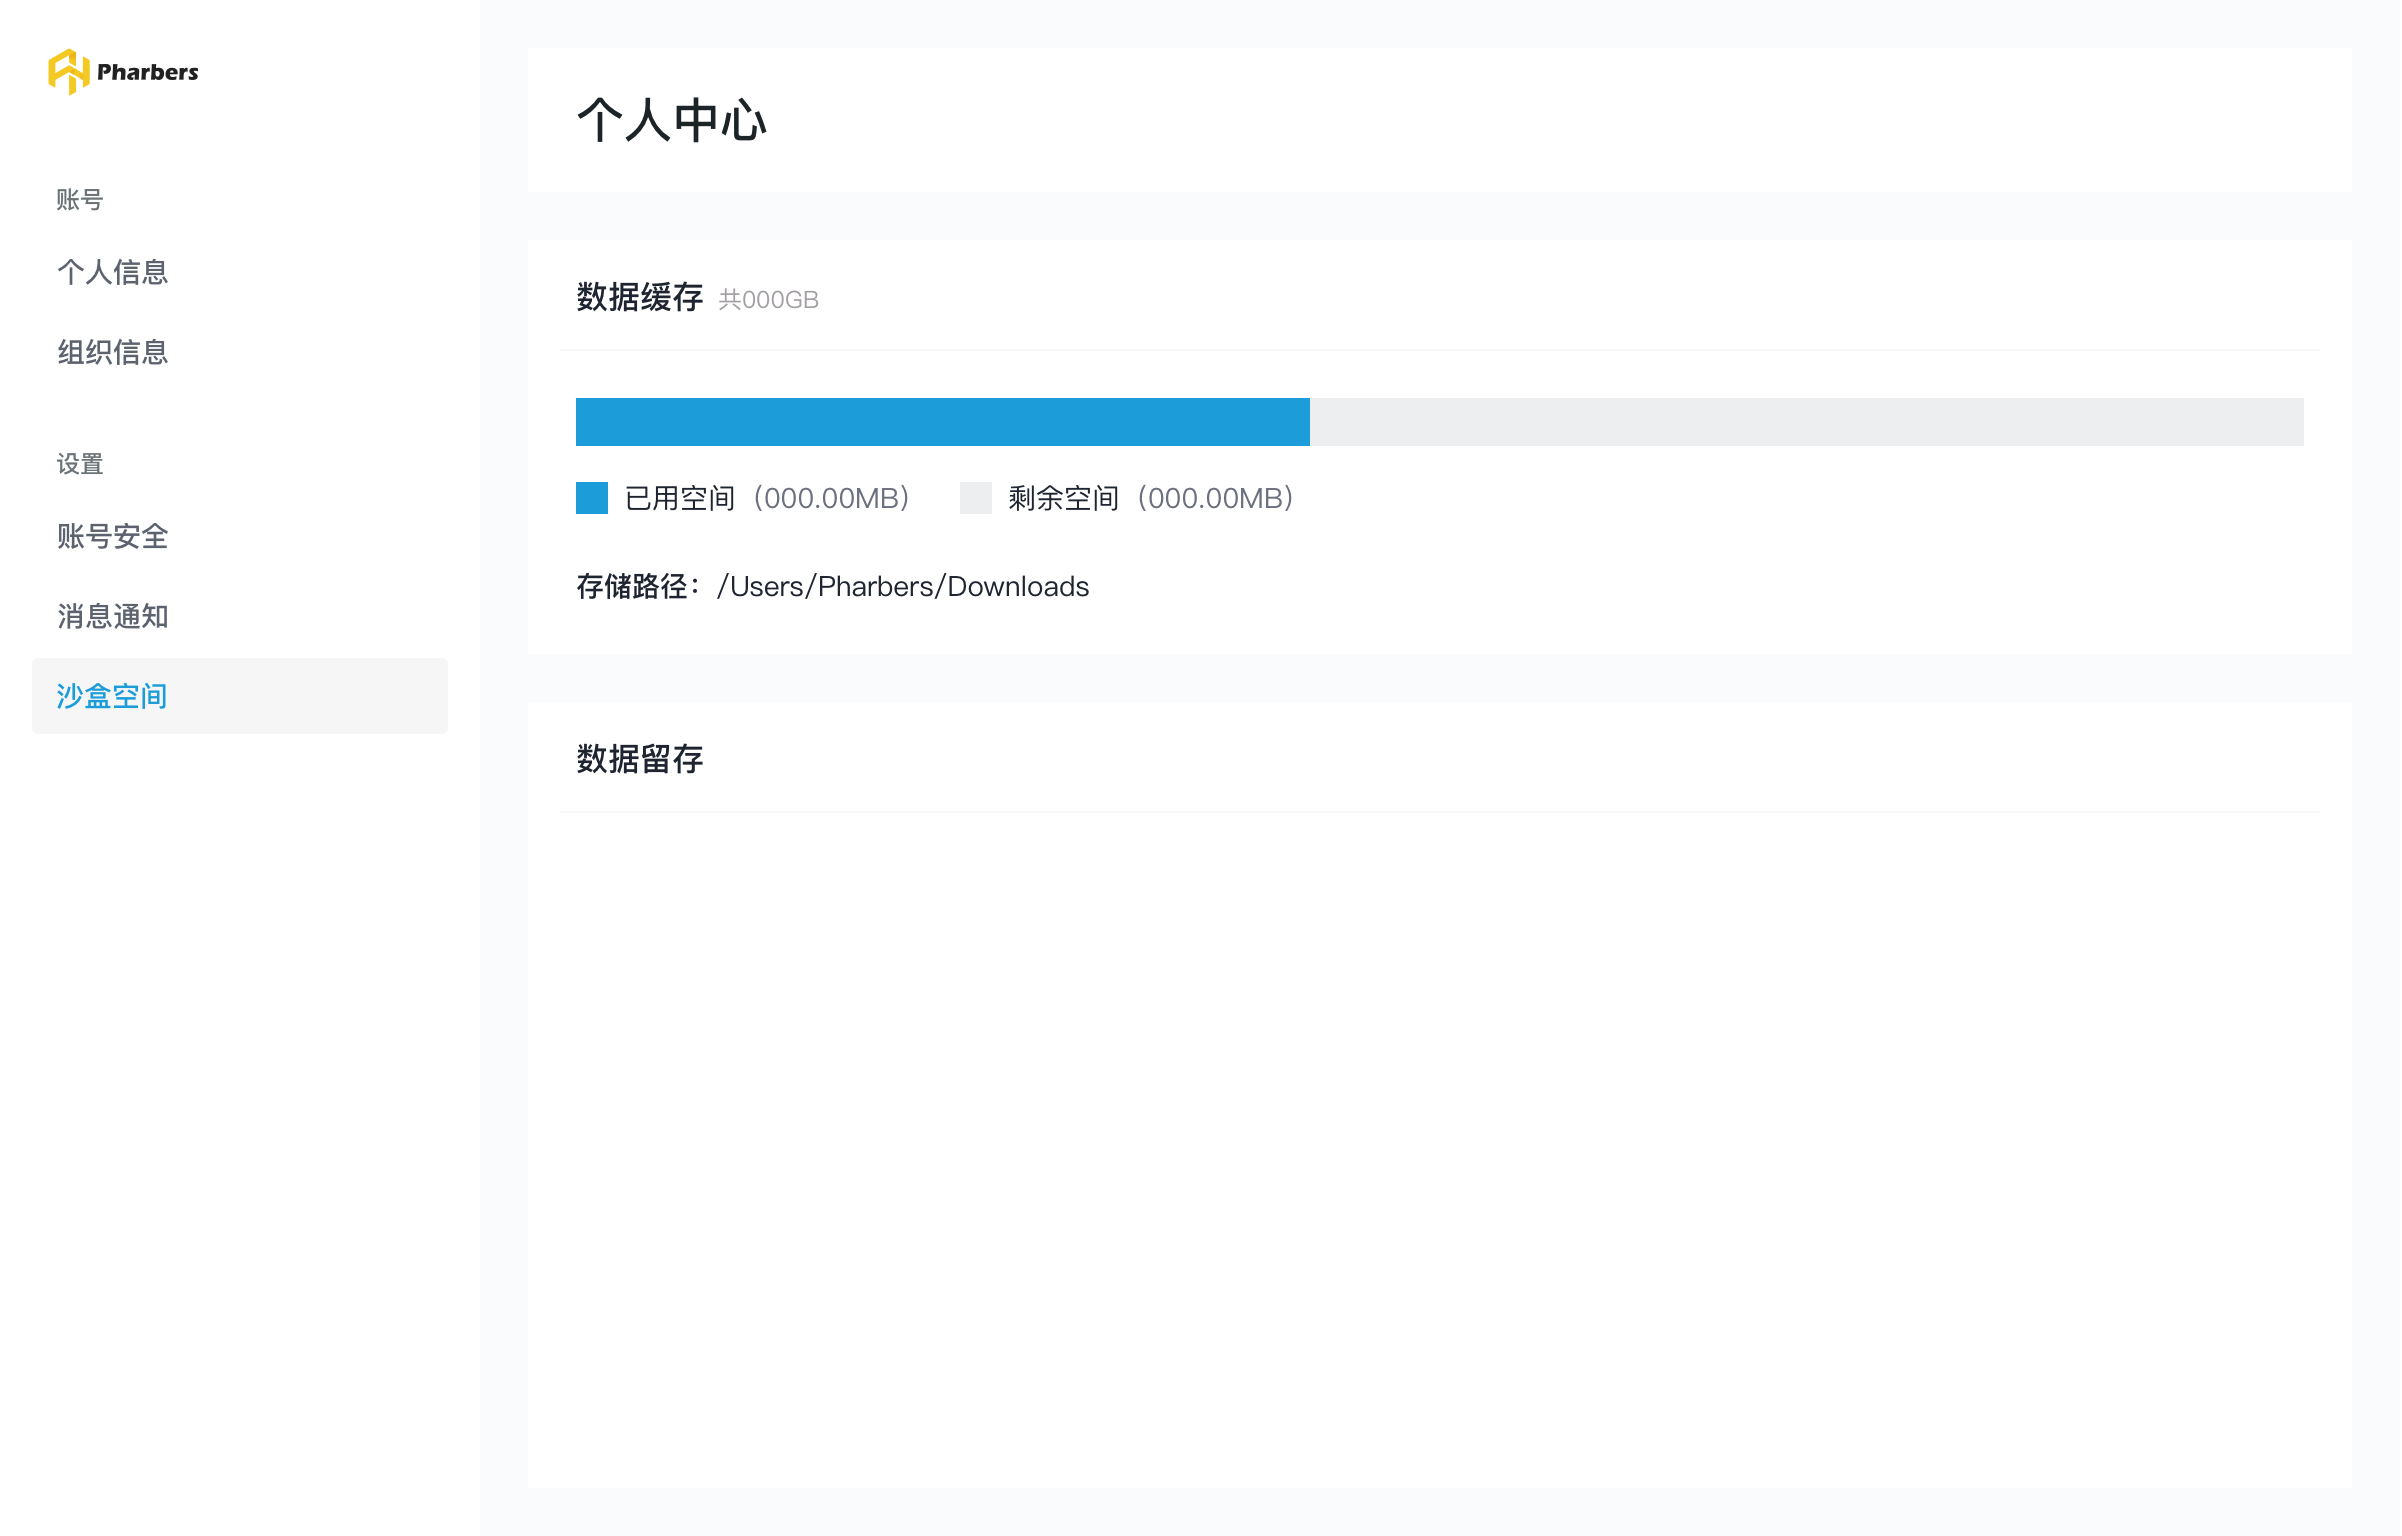 Pharbers
账号
个人信息
组织信息
设置
账号安全
消息通知
沙盒空间
个人中心
数据缓存 共000GB
已用空间（000.00MB） 剩余空间（000.00MB）
存储路径：/Users/Pharbers/Downloads
数据留存